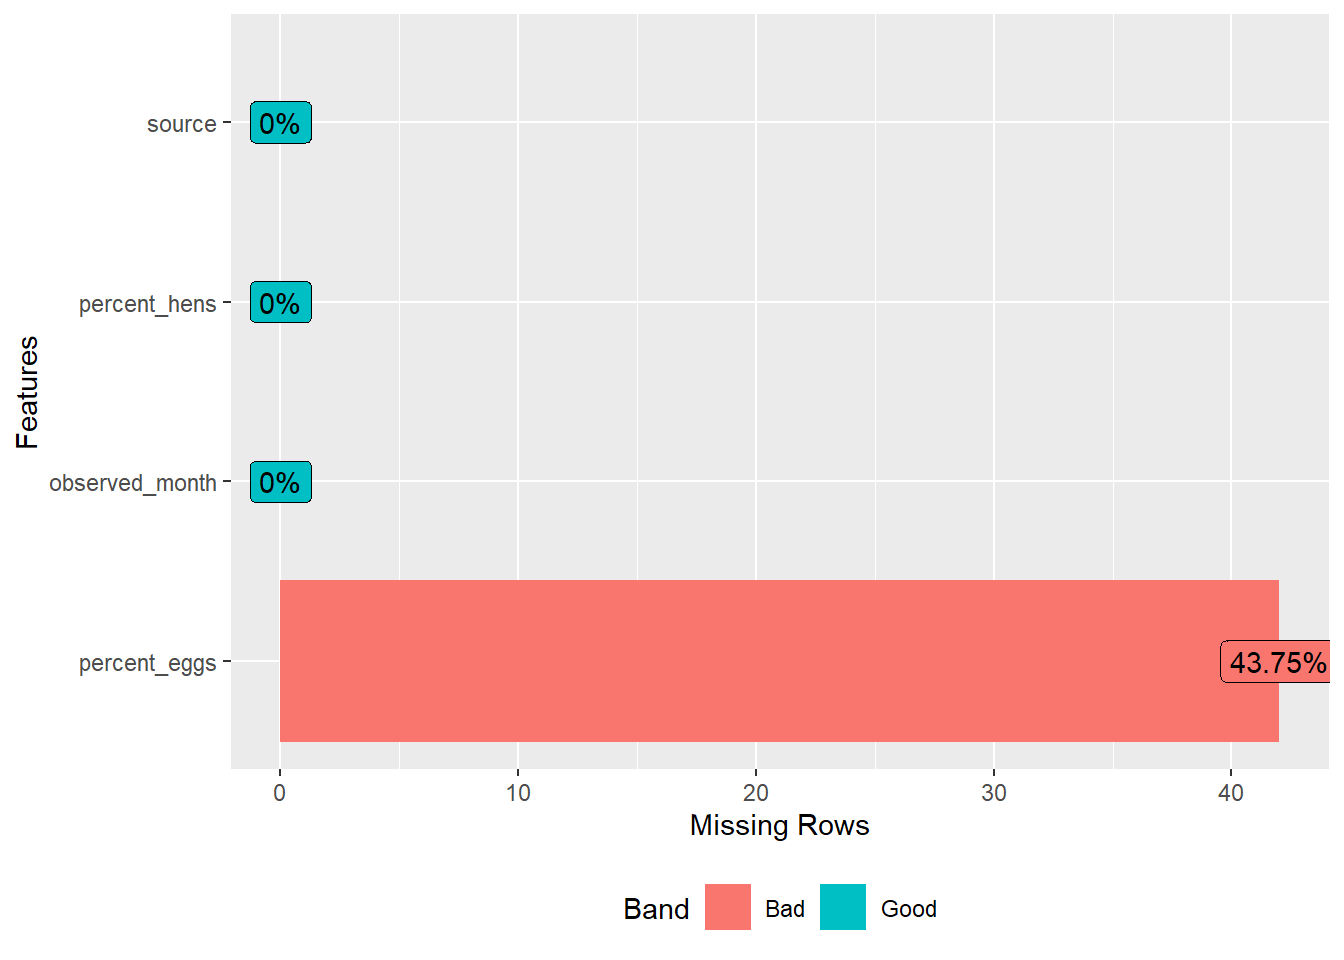 source
0%
percent_hens
0%
Features
observed_month
0%
percent_eggs
43.75%
0 10 20 30 40
Missing Rows
Band Bad Good